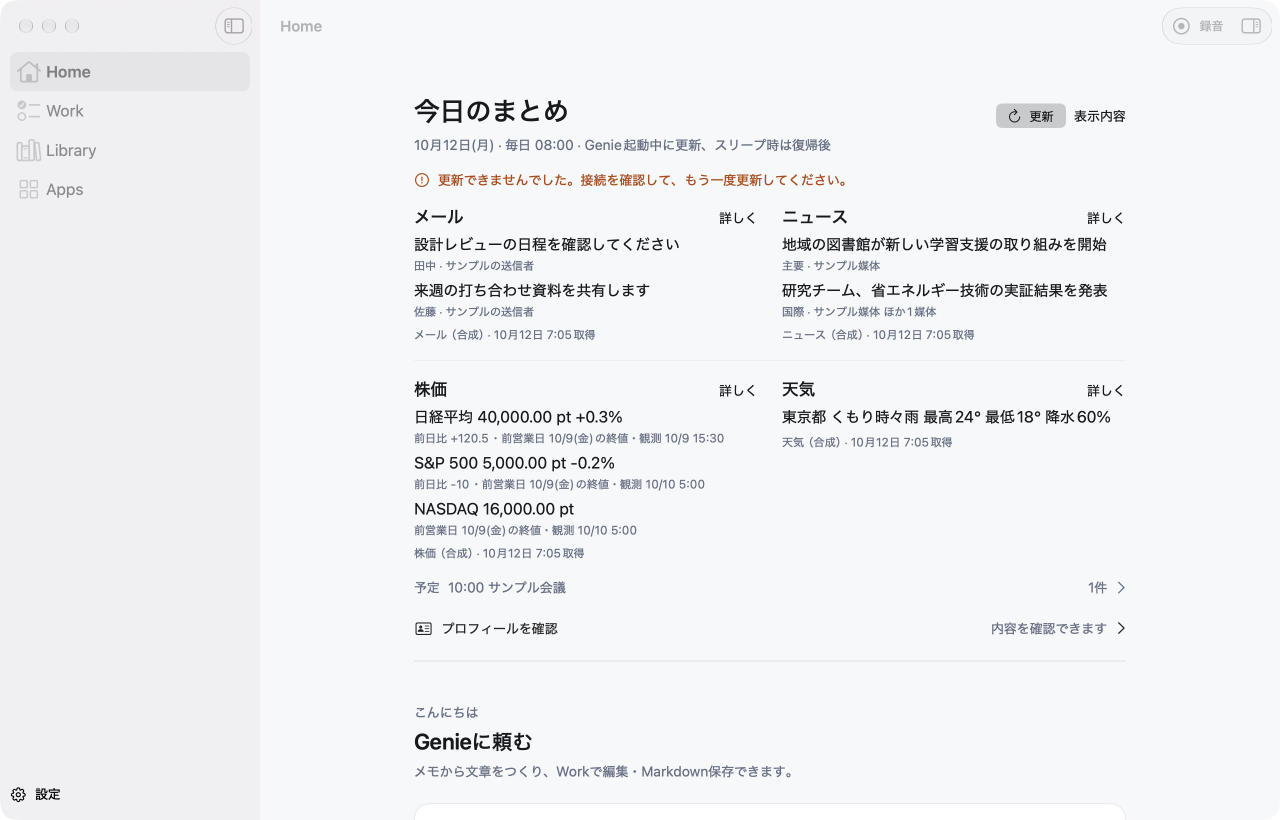 Home
録音
Home
Work
Library
Apps
設定
今日のまとめ
更新
表示内容
10月12日(月) · 毎日 08:00 · Genie起動中に更新、スリープ時は復帰後
更新できませんでした。接続を確認して、もう一度更新してください。
メール
詳しく
設計レビューの日程を確認してください
田中 · サンプルの送信者
来週の打ち合わせ資料を共有します
佐藤 · サンプルの送信者
メール（合成）· 10月12日 7:05取得
ニュース
詳しく
地域の図書館が新しい学習支援の取り組みを開始
主要 · サンプル媒体
研究チーム、省エネルギー技術の実証結果を発表
国際 · サンプル媒体 ほか1媒体
ニュース（合成）· 10月12日 7:05取得
株価
詳しく
日経平均 40,000.00 pt +0.3%
前日比 +120.5・前営業日 10/9(金)の終値・観測 10/9 15:30
S&P 500 5,000.00 pt -0.2%
前日比 -10・前営業日 10/9(金)の終値・観測 10/10 5:00
NASDAQ 16,000.00 pt
前営業日 10/9(金)の終値・観測 10/10 5:00
株価（合成）· 10月12日 7:05取得
天気
詳しく
東京都 くもり時々雨 最高24° 最低18° 降水60%
天気（合成）· 10月12日 7:05取得
予定 10:00 サンプル会議
1件
プロフィールを確認
内容を確認できます
こんにちは
Genieに頼む
メモから文章をつくり、Workで編集・Markdown保存できます。